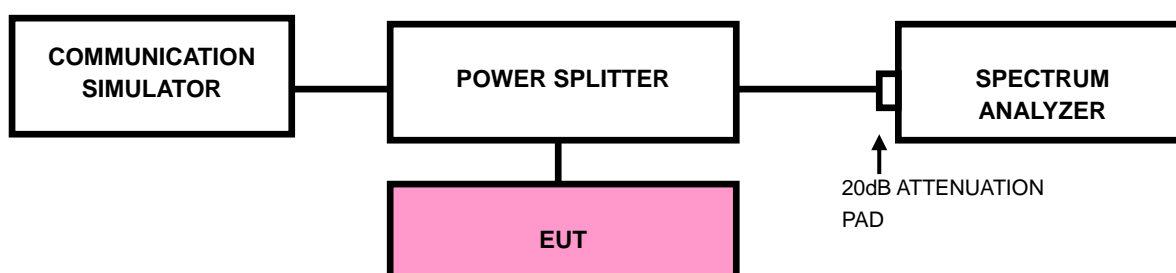 COMMUNICATION
SIMULATOR
POWER SPLITTER
SPECTRUM
ANALYZER
20dB ATTENUATION
PAD
EUT